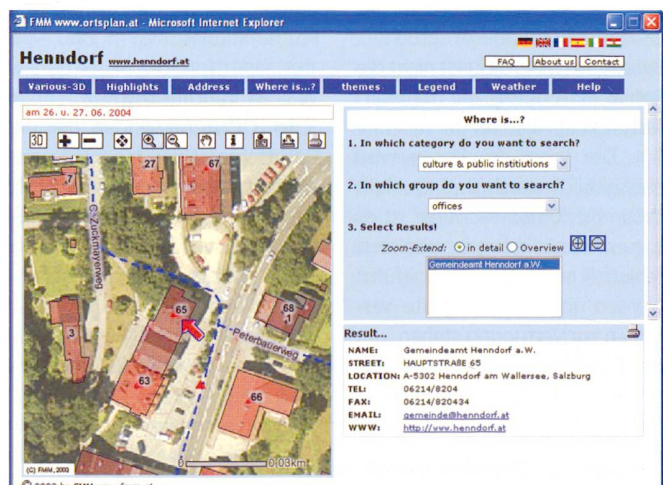 FMM www.ortsplan.at - Microsoft Internet Explorer
Henndorf www.henndorf.at
FAQ About us Contact
Various-3D Highlights Address Where is...? themes Legend Weather Help
am 26. u. 27. 06. 2004
3D
7
27
67
C. Zuckmayerweg
65
68
1
3
Peterbauerweg
63
66
0 0,03km
(C) FMM, 2003
Where is...?
1. In which category do you want to search?
culture & public institiutions
2. In which group do you want to search?
offices
3. Select Results!
Zoom-Extend: in detail Overview
Gemeindeamt Henndorf a.W.
Result...
NAME: Gemeindeamt Henndorf a.W.
STREET: HAUPTSTRAßE 65
LOCATION: A-5302 Henndorf am Wallersee, Salzburg
TEL: 06214/8204
FAX: 06214/820434
EMAIL: gemeinde@henndorf.at
WWW: http://www.henndorf.at